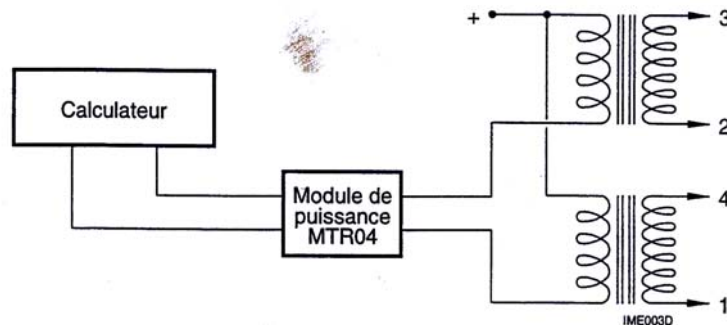 +
3
Calculateur
2
Module de
puissance
MTR04
4
1
IME003D